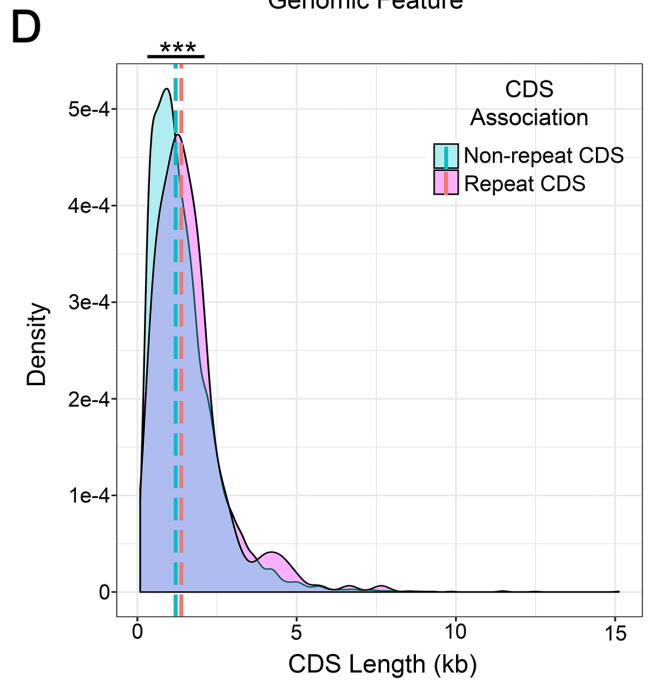 Genomic Feature
D
***
CDS
Association
Non-repeat CDS
Repeat CDS
5e-4
4e-4
3e-4
2e-4
1e-4
0
Density
0 5 10 15
CDS Length (kb)